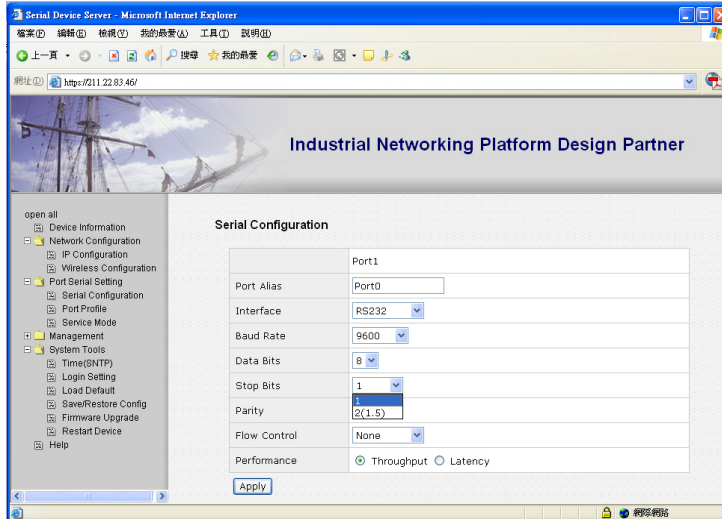 Serial Device Server - Microsoft Internet Explorer
檔案(F) 編輯(E) 檢視(V) 我的最愛(A) 工具(T) 說明(H)
上一頁 搜尋 我的最愛
網址(D) https://211.22.83.46/
Industrial Networking Platform Design Partner
open all
Device Information
Network Configuration
IP Configuration
Wireless Configuration
Port Serial Setting
Serial Configuration
Port Profile
Service Mode
Management
System Tools
Time(SNTP)
Login Setting
Load Default
Save/Restore Config
Firmware Upgrade
Restart Device
Help
Serial Configuration
Port1
Port Alias Port0
Interface RS232
Baud Rate 9600
Data Bits 8
Stop Bits 1
1
2(1.5)
Parity
Flow Control None
Performance Throughput Latency
Apply
網際網路